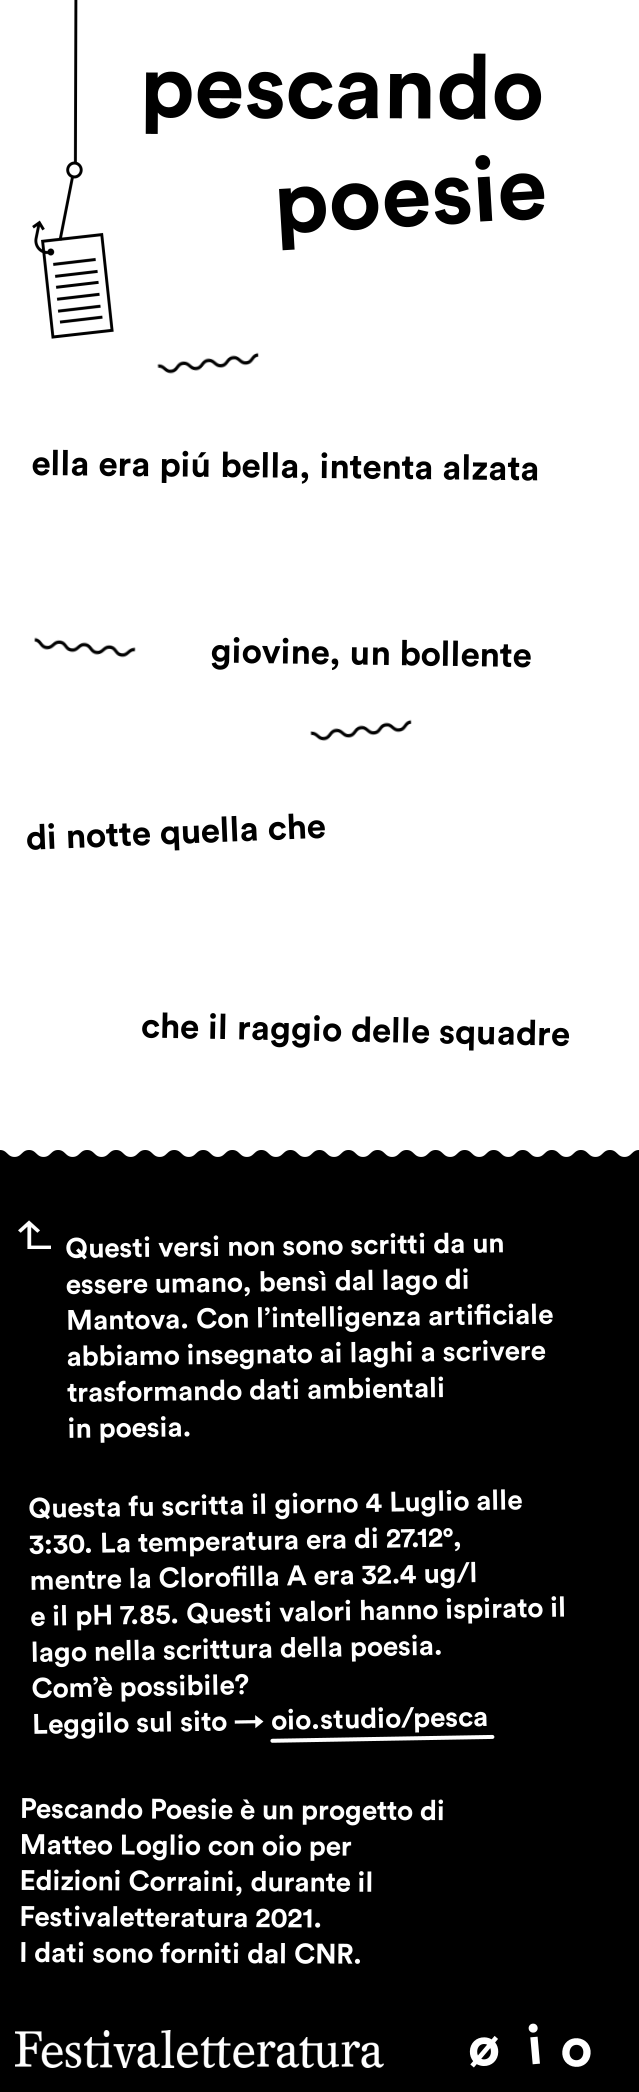 pescando
poesie
ella era piú bella, intenta alzata
giovine, un bollente
di notte quella che
che il raggio delle squadre
Questi versi non sono scritti da un
essere umano, bensì dal lago di
Mantova. Con l’intelligenza artificiale
abbiamo insegnato ai laghi a scrivere
trasformando dati ambientali
in poesia.
Questa fu scritta il giorno 4 Luglio alle
3:30. La temperatura era di 27.12°,
mentre la Clorofilla A era 32.4 ug/l
e il pH 7.85. Questi valori hanno ispirato il
lago nella scrittura della poesia.
Com’è possibile?
Leggilo sul sito → oio.studio/pesca
Pescando Poesie è un progetto di
Matteo Loglio con oio per
Edizioni Corraini, durante il
Festivaletteratura 2021.
I dati sono forniti dal CNR.
Festivaletteratura ø i o